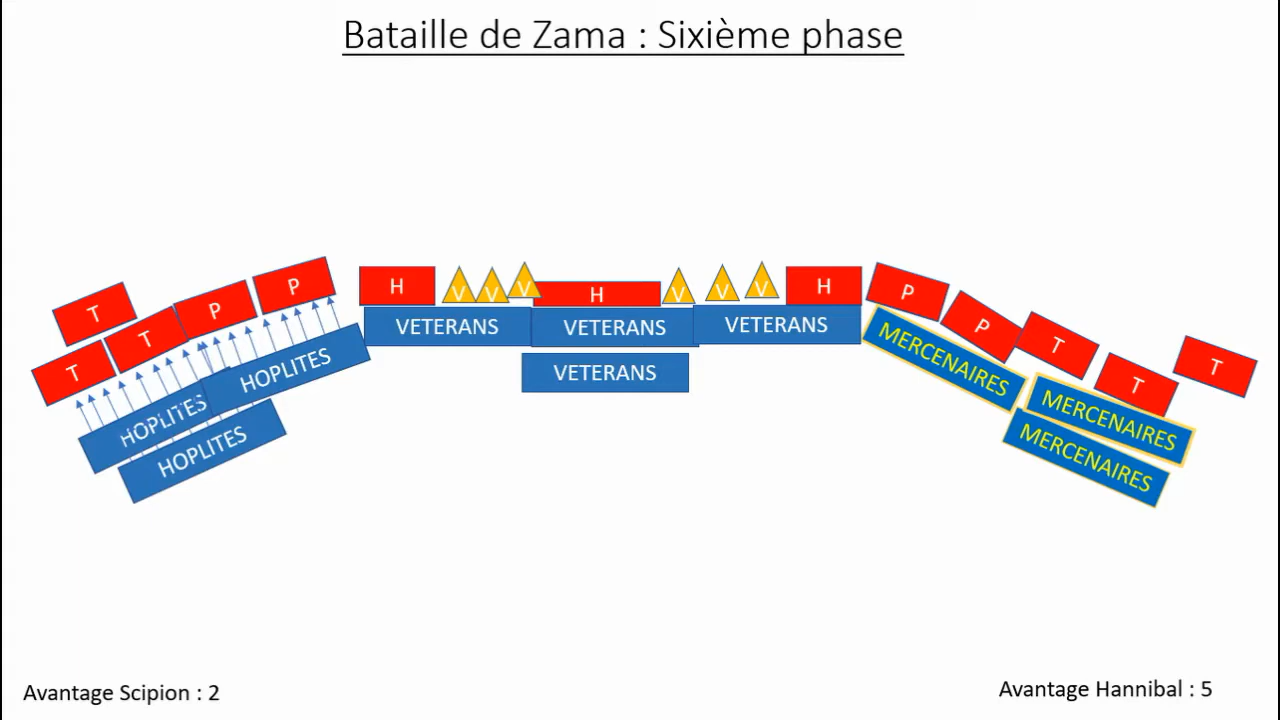 Bataille de Zama : Sixième phase
T
T
T
P
P
HOPLITES
HOPLITES
HOPLITES
H
V
V
V
H
V
V
V
H
VETERANS
VETERANS
VETERANS
VETERANS
P
P
T
T
T
MERCENAIRES
MERCENAIRES
MERCENAIRES
Avantage Scipion : 2
Avantage Hannibal : 5